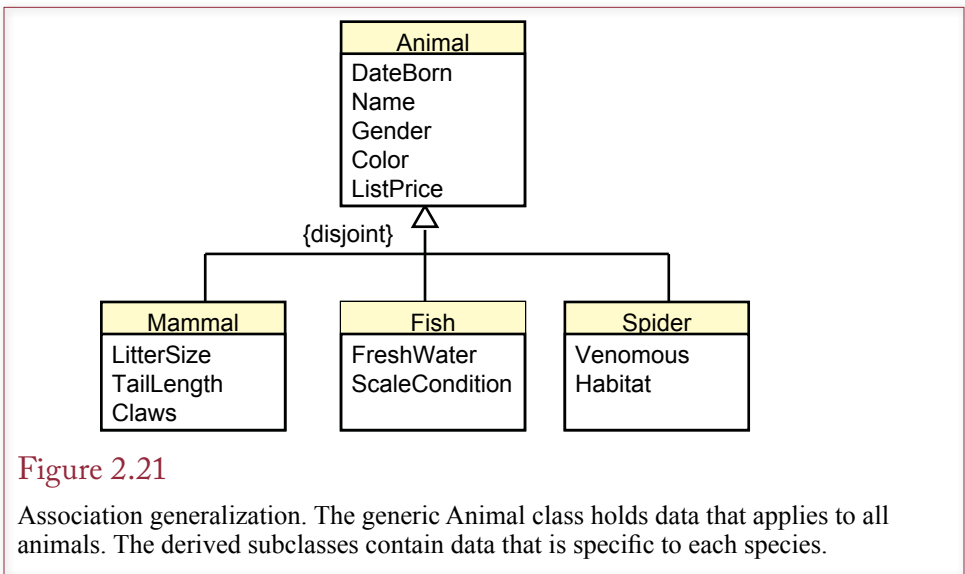 Animal
DateBorn
Name
Gender
Color
ListPrice
{disjoint}
Mammal
LitterSize
TailLength
Claws
Fish
FreshWater
ScaleCondition
Spider
Venomous
Habitat
Figure 2.21
Association generalization. The generic Animal class holds data that applies to all
animals. The derived subclasses contain data that is specific to each species.